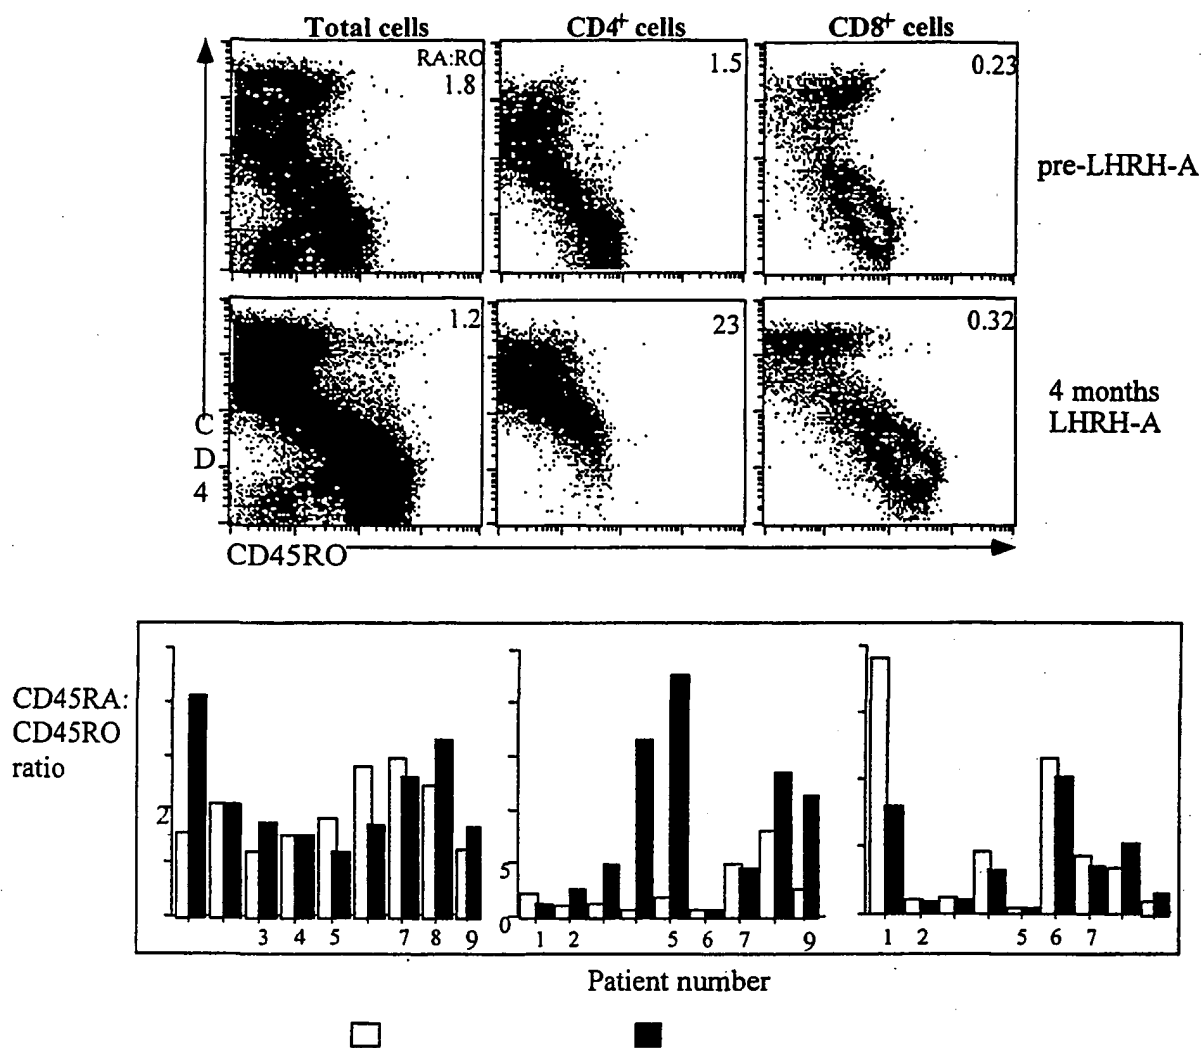 Total cells CD4+ cells CD8+ cells
RA:RO
1.8
1.5
0.23
pre-LHRH-A
1.2
23
0.32
4 months
LHRH-A
C
D
4
CD45RO
CD45RA:
CD45RO
ratio
2
5
0
3 4 5 7 8 9
1 2 5 6 7 9
1 2 5 6 7
Patient number